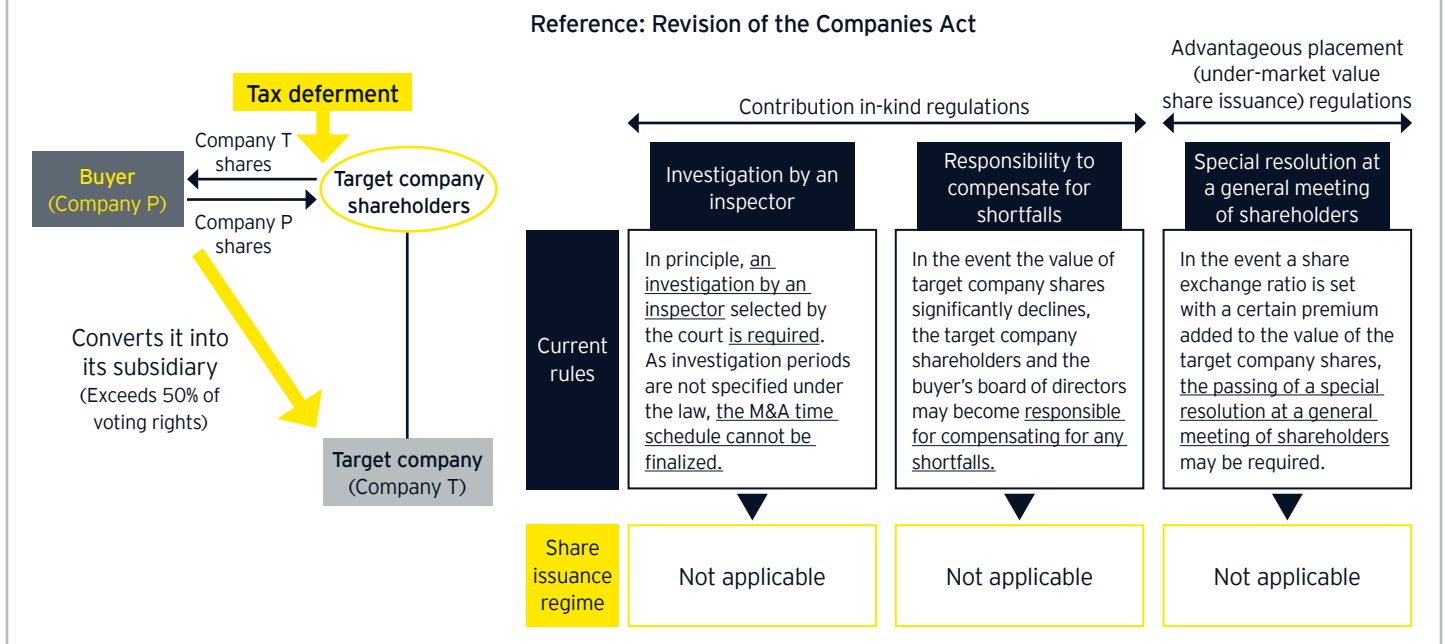 Reference: Revision of the Companies Act
Tax deferment
Company T
shares
Buyer
(Company P)
Target company
shareholders
Company P
shares
Converts it into
its subsidiary
(Exceeds 50% of
voting rights)
Target company
(Company T)
Contribution in-kind regulations
Advantageous placement
(under-market value
share issuance) regulations
Investigation by an
inspector
Responsibility to
compensate for
shortfalls
Special resolution at
a general meeting
of shareholders
Current
rules
In principle, an
investigation by an
inspector selected by
the court is required.
As investigation periods
are not specified under
the law, the M&A time
schedule cannot be
finalized.
In the event the value of
target company shares
significantly declines,
the target company
shareholders and the
buyer's board of directors
may become responsible
for compensating for any
shortfalls.
In the event a share
exchange ratio is set
with a certain premium
added to the value of the
target company shares,
the passing of a special
resolution at a general
meeting of shareholders
may be required.
Share
issuance
regime
Not applicable
Not applicable
Not applicable